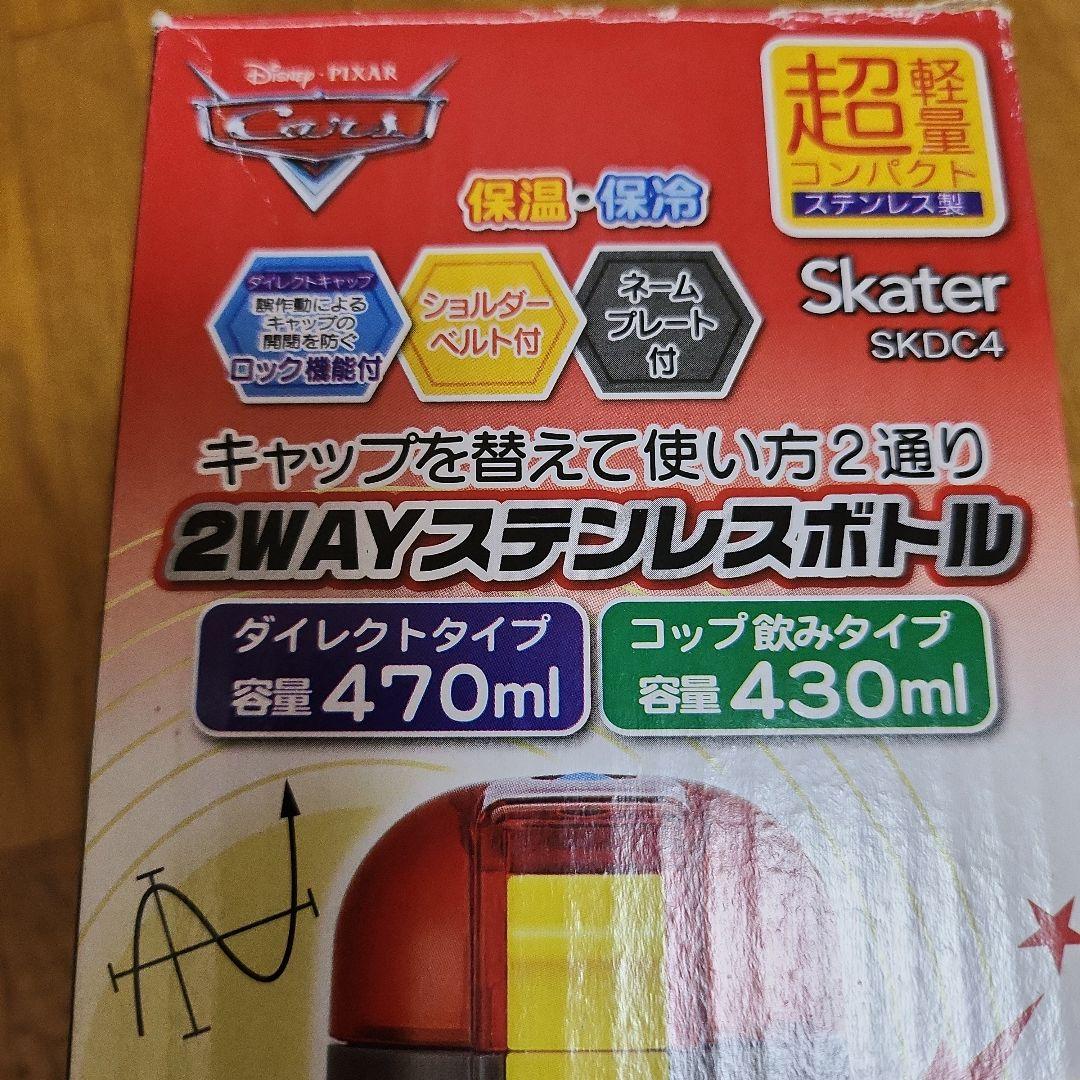 Disney・PIXAR
Cars
超軽量
コンパクト
ステンレス製
保温・保冷
ダイレクトキャップ
誤作動による
キャップの
開閉を防ぐ
ロック機能付
ショルダー
ベルト付
ネーム
プレート
付
Skater
SKDC4
キャップを替えて使い方2通り
2WAYステンレスボトル
ダイレクトタイプ
容量470ml
コップ飲みタイプ
容量430ml